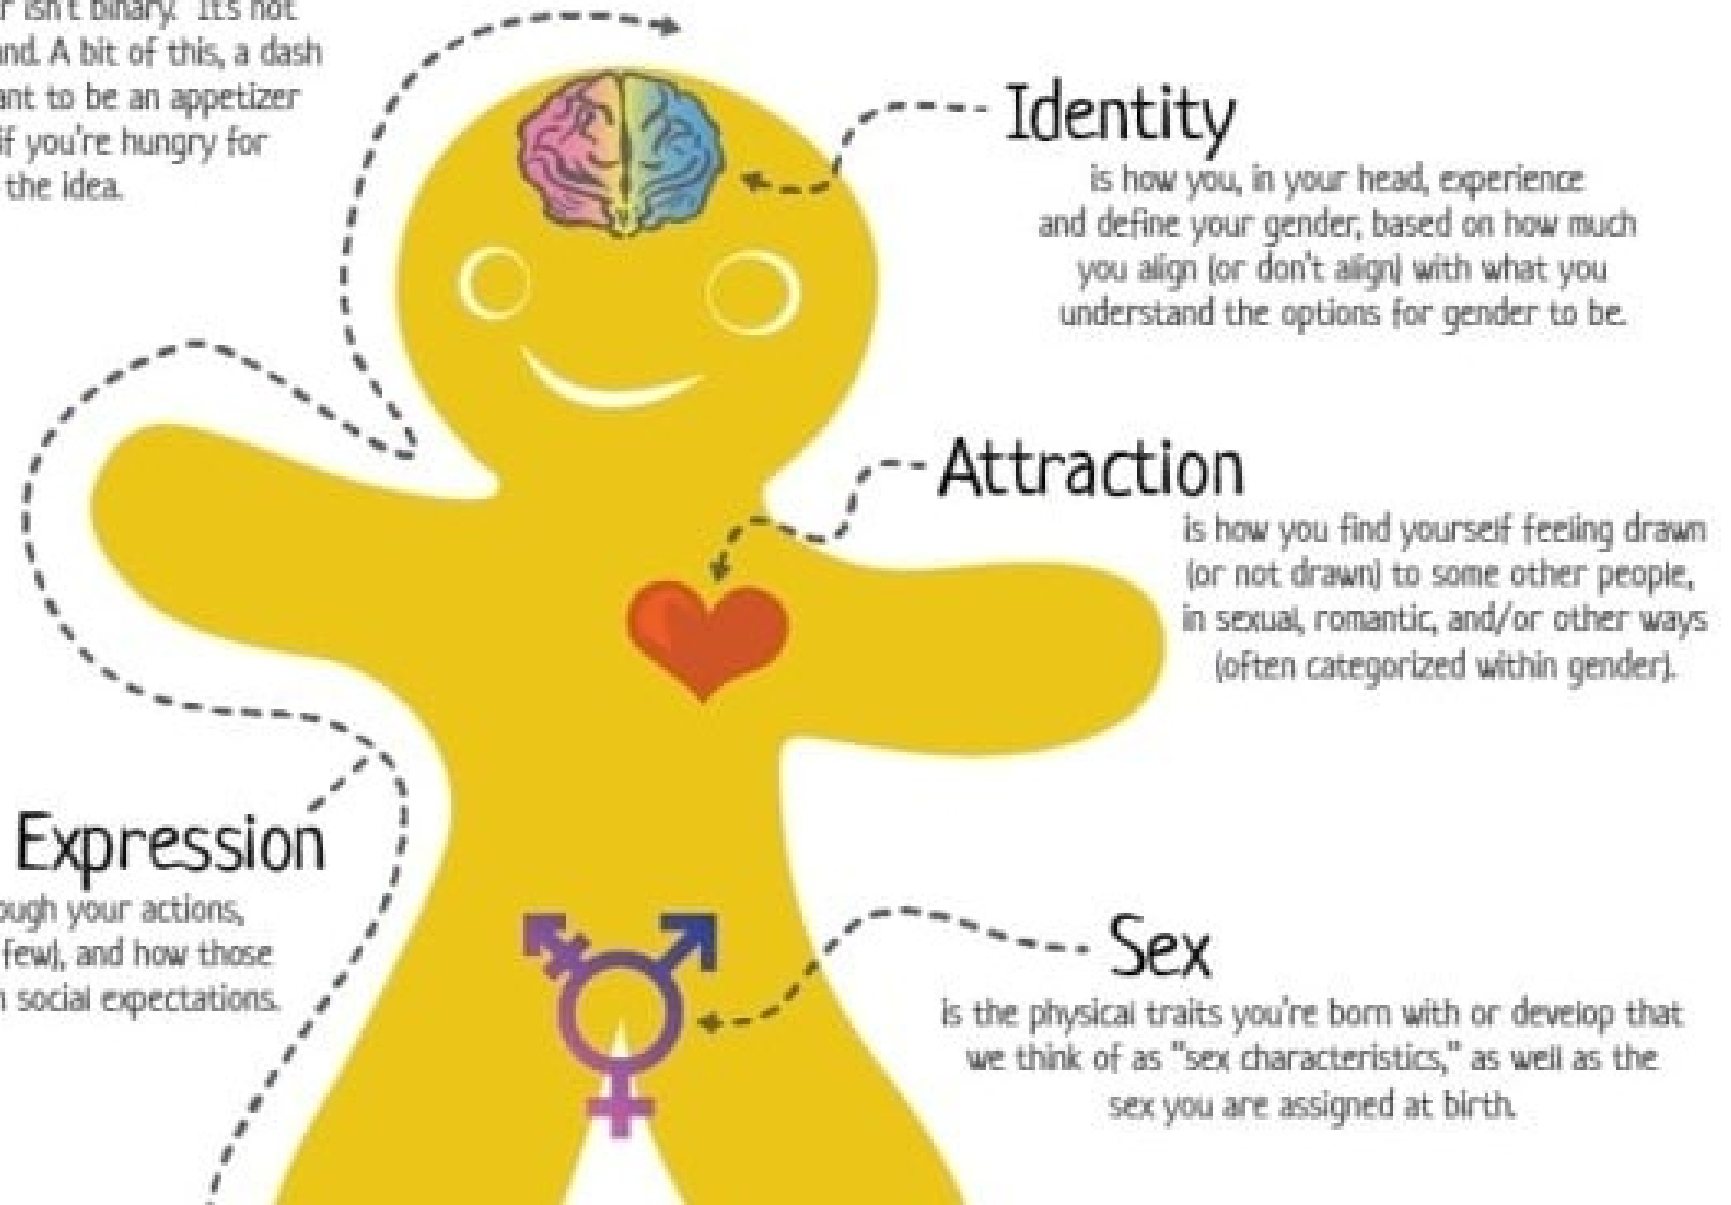 isn't binary. It's not
A bit of this, a dash
to be an appetizer
if you're hungry for
the idea.
Identity
is how you, in your head, experience
and define your gender, based on how much
you align (or don't align) with what you
understand the options for gender to be.
Attraction
is how you find yourself feeling drawn
(or not drawn) to some other people,
in sexual, romantic, and/or other ways
(often categorized within gender).
Expression
your actions,
few), and how those
social expectations.
Sex
is the physical traits you're born with or develop that
we think of as "sex characteristics," as well as the
sex you are assigned at birth.